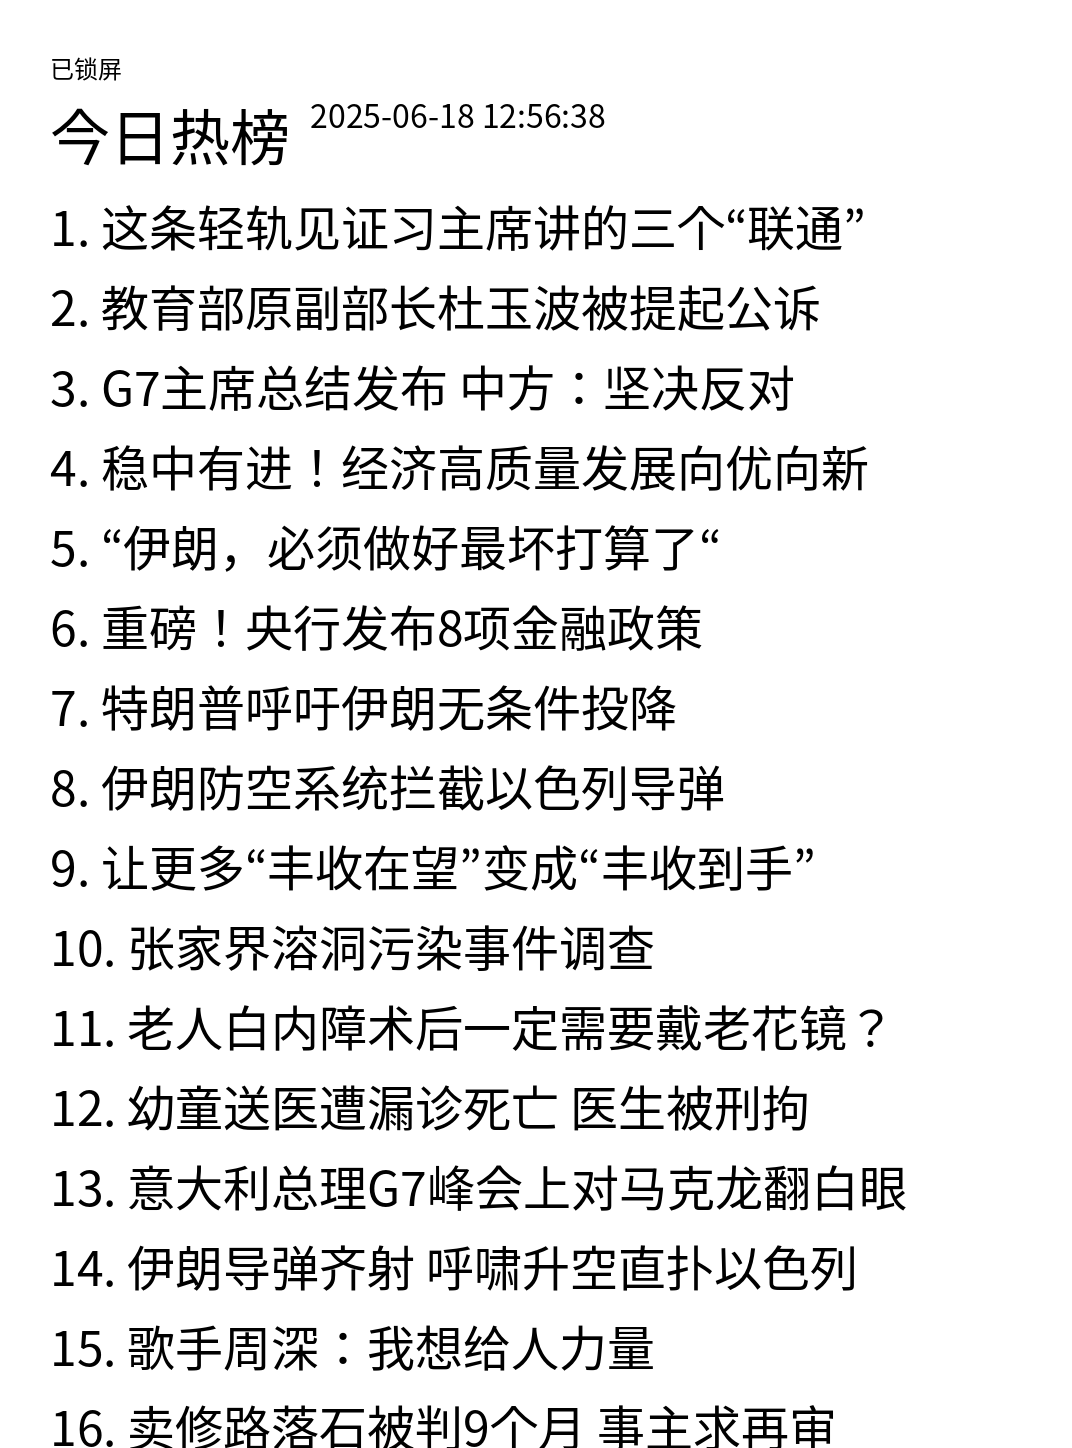 已锁屏
今日热榜 2025-06-18 12:56:38
1. 这条轻轨见证习主席讲的三个“联通”
2. 教育部原副部长杜玉波被提起公诉
3. G7主席总结发布 中方：坚决反对
4. 稳中有进！经济高质量发展向优向新
5. “伊朗，必须做好最坏打算了“
6. 重磅！央行发布8项金融政策
7. 特朗普呼吁伊朗无条件投降
8. 伊朗防空系统拦截以色列导弹
9. 让更多“丰收在望”变成“丰收到手”
10. 张家界溶洞污染事件调查
11. 老人白内障术后一定需要戴老花镜？
12. 幼童送医遭漏诊死亡 医生被刑拘
13. 意大利总理G7峰会上对马克龙翻白眼
14. 伊朗导弹齐射 呼啸升空直扑以色列
15. 歌手周深：我想给人力量
16. 卖修路落石被判9个月 事主求再审